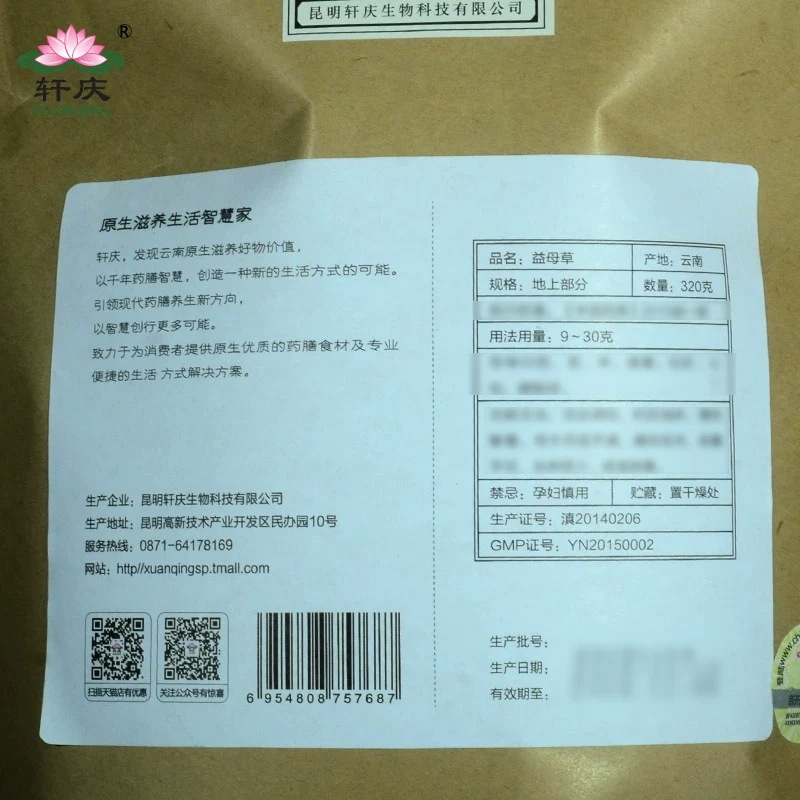 昆明轩庆生物科技有限公司
®
轩庆
原生滋养生活智慧家
轩庆，发现云南原生滋养好物价值，
以千年药膳智慧，创造一种新的生活方式的可能。
引领现代药膳养生新方向，
以智慧创行更多可能。
致力于为消费者提供原生优质的药膳食材及专业
便捷的生活 方式解决方案。
生产企业：昆明轩庆生物科技有限公司
生产地址：昆明高新技术产业开发区民办园10号
服务热线：0871-64178169
网站：http//xuanqingsp.tmall.com
扫描天猫店有优惠
关注公众号有惊喜
6 954808 757687
品名：益母草
产地：云南
规格：地上部分
数量：320克
用法用量：9~30克
禁忌：孕妇慎用
贮藏：置干燥处
生产证号：滇20140206
GMP证号：YN20150002
生产批号：
生产日期：
有效期至：